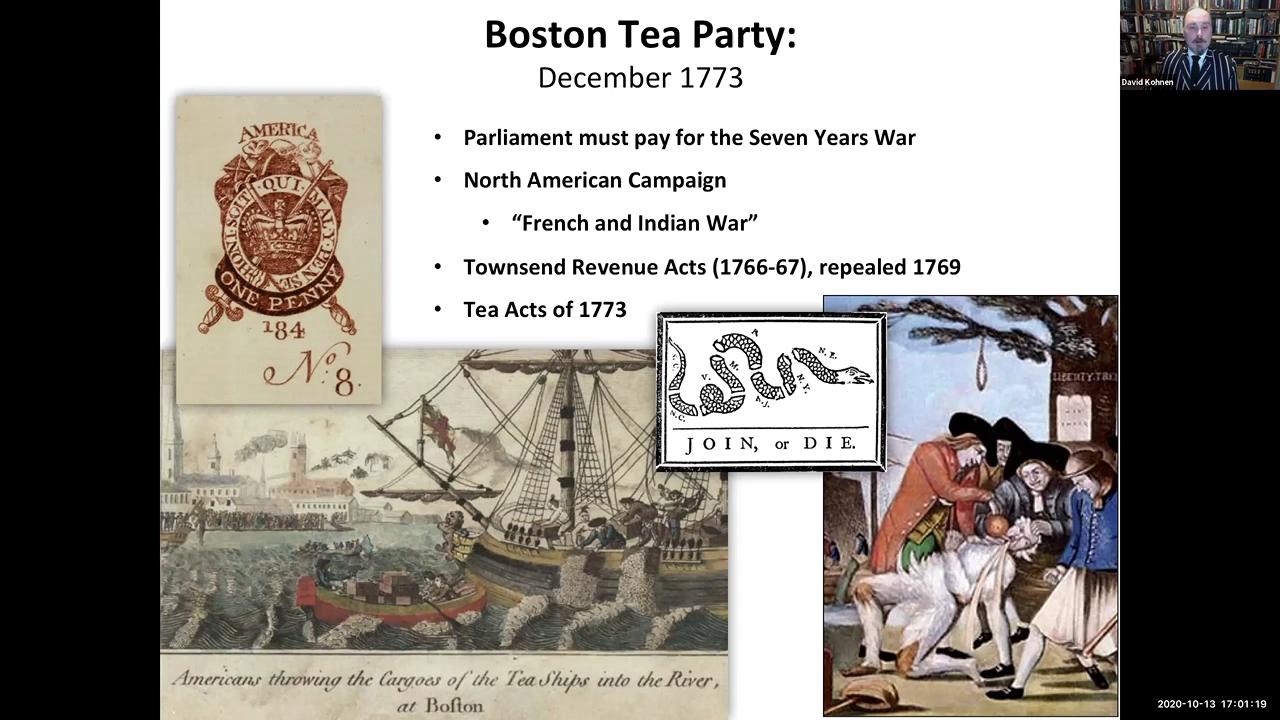 Boston Tea Party:
December 1773
David Kohnen
• Parliament must pay for the Seven Years War
• North American Campaign
• “French and Indian War”
• Townsend Revenue Acts (1766-67), repealed 1769
• Tea Acts of 1773
AMERICA
QUI MAL Y PENSE
HONI SOIT
ONE PENNY
184
No. 8.
A
N.E.
S.C.
V.
M.
N.Y.
N.J.
N.C.
JOIN, or DIE.
LIBERTY TREE
Americans throwing the Cargoes of the Tea Ships into the River,
at Boſton
2020-10-13 17:01:19